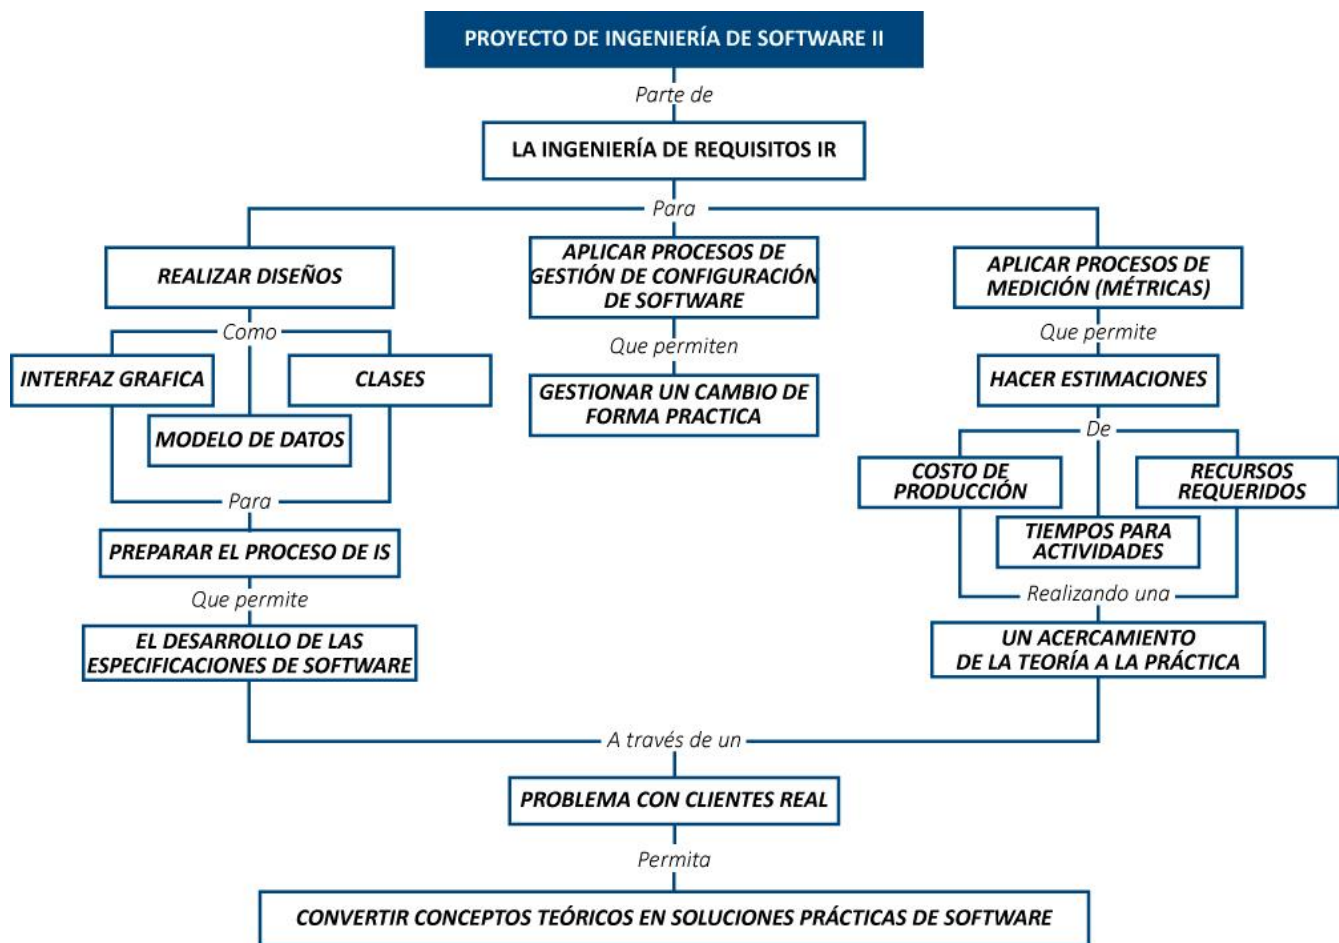 PROYECTO DE INGENIERÍA DE SOFTWARE II
Parte de
LA INGENIERÍA DE REQUISITOS IR
Para
REALIZAR DISEÑOS
Como
INTERFAZ GRAFICA
CLASES
MODELO DE DATOS
Para
PREPARAR EL PROCESO DE IS
Que permite
EL DESARROLLO DE LAS
ESPECIFICACIONES DE SOFTWARE
APLICAR PROCESOS DE
GESTIÓN DE CONFIGURACIÓN
DE SOFTWARE
Que permiten
GESTIONAR UN CAMBIO DE
FORMA PRACTICA
APLICAR PROCESOS DE
MEDICIÓN (MÉTRICAS)
Que permite
HACER ESTIMACIONES
De
COSTO DE
PRODUCCIÓN
RECURSOS
REQUERIDOS
TIEMPOS PARA
ACTIVIDADES
Realizando una
UN ACERCAMIENTO
DE LA TEORÍA A LA PRÁCTICA
A través de un
PROBLEMA CON CLIENTES REAL
Permita
CONVERTIR CONCEPTOS TEÓRICOS EN SOLUCIONES PRÁCTICAS DE SOFTWARE